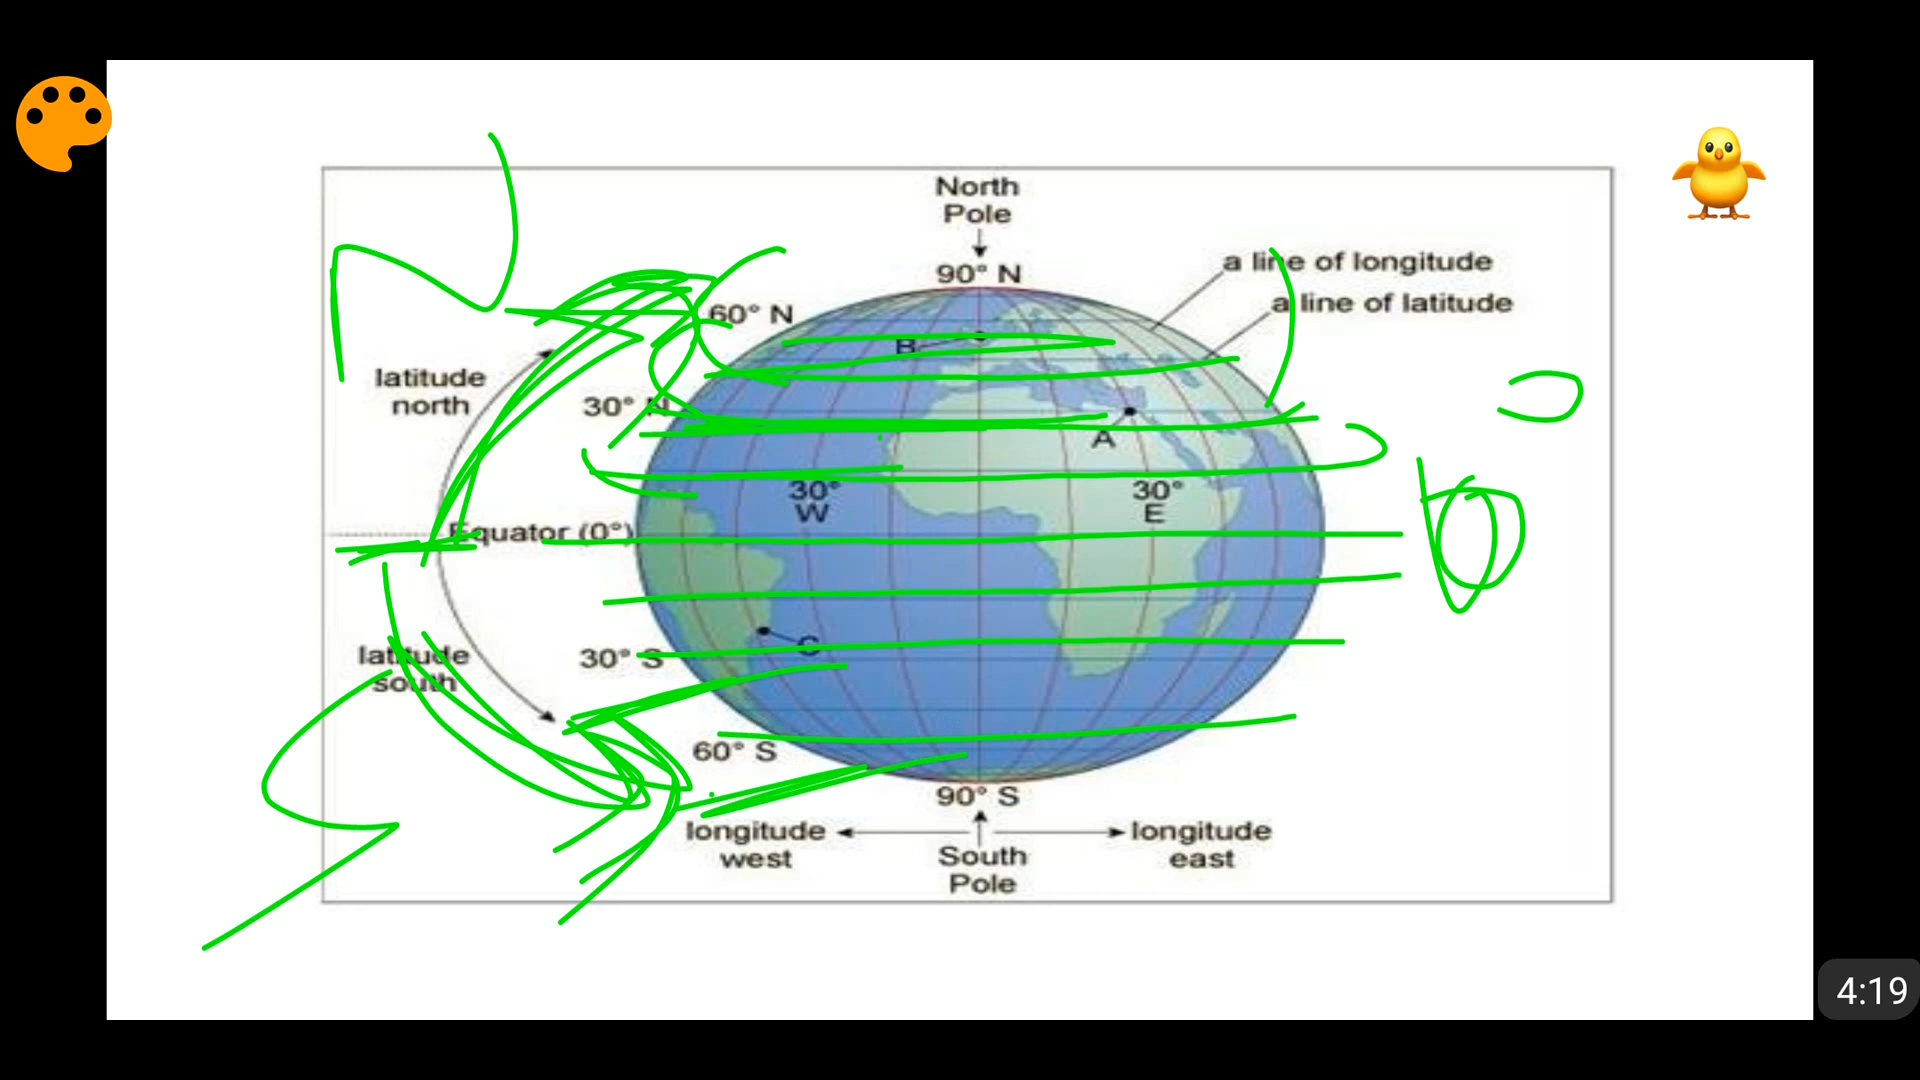 North
Pole
90° N
a line of longitude
a line of latitude
60° N
B
latitude
north
30° N
A
30°
W
30°
E
Equator (0°)
C
latitude
south
30° S
60° S
90° S
longitude
west
longitude
east
South
Pole
4:19